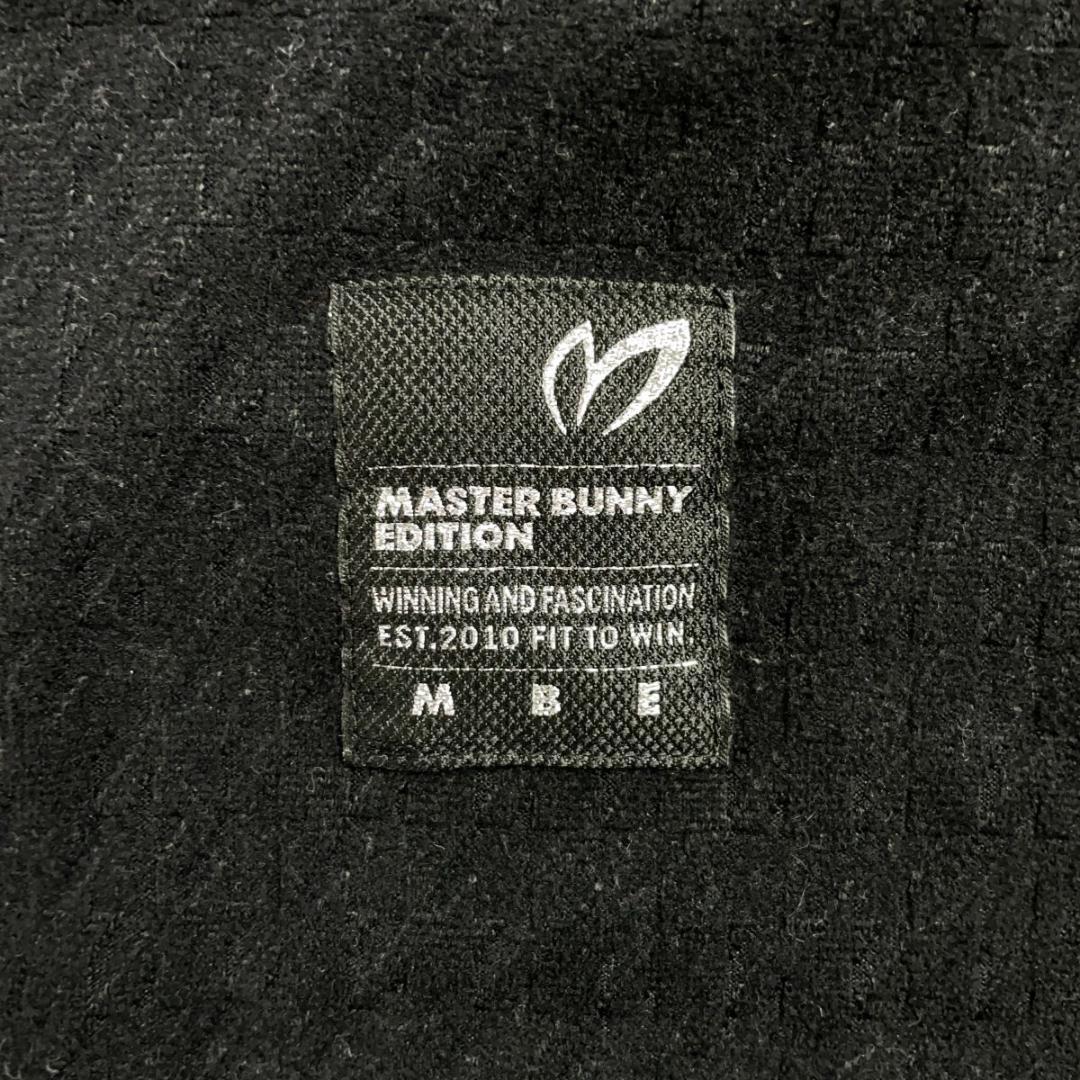 MASTER BUNNY
EDITION
WINNING AND FASCINATION
EST.2010 FIT TO WIN.
M B E